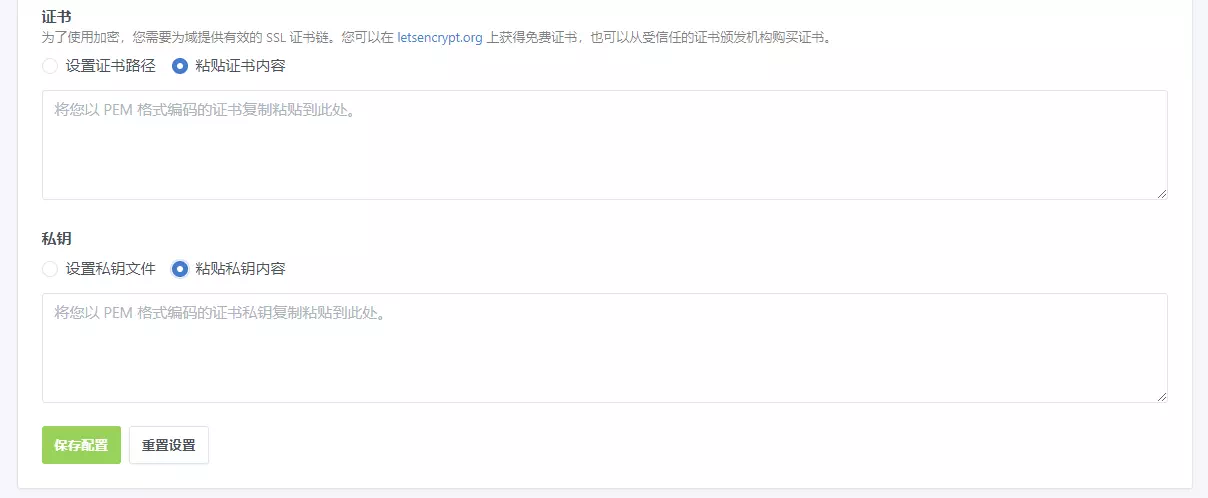 证书
为了使用加密，您需要为域提供有效的 SSL 证书链。您可以在 letsencrypt.org 上获得免费证书，也可以从受信任的证书颁发机构购买证书。
设置证书路径 粘贴证书内容
将您以 PEM 格式编码的证书复制粘贴到此处。
私钥
设置私钥文件 粘贴私钥内容
将您以 PEM 格式编码的证书私钥复制粘贴到此处。
保存配置 重置设置